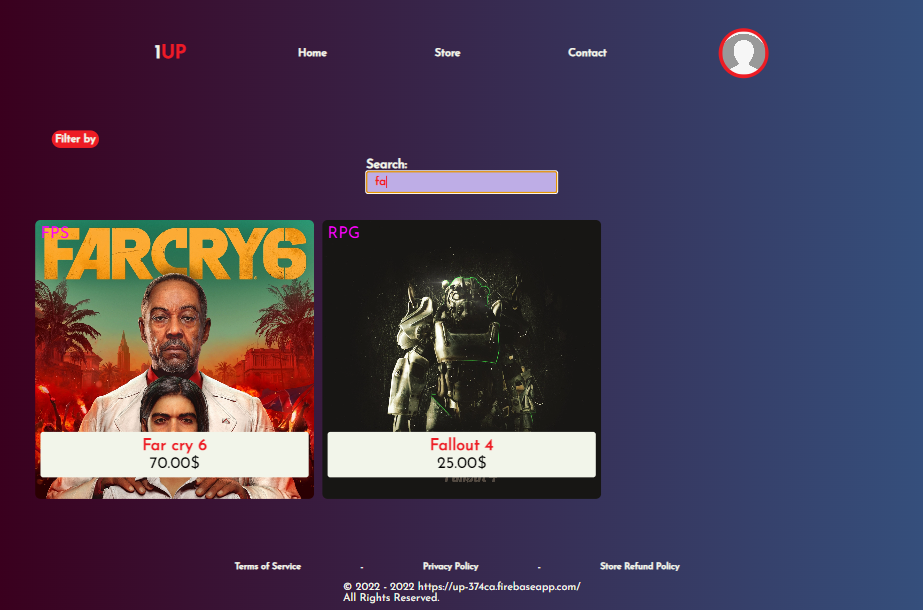 1UP
Home
Store
Contact
Filter by
Search:
fa
FPS
FARCRY6
Far cry 6
70.00$
RPG
Fallout 4
25.00$
Terms of Service
-
Privacy Policy
-
Store Refund Policy
© 2022 - 2022 https://up-374ca.firebaseapp.com/
All Rights Reserved.